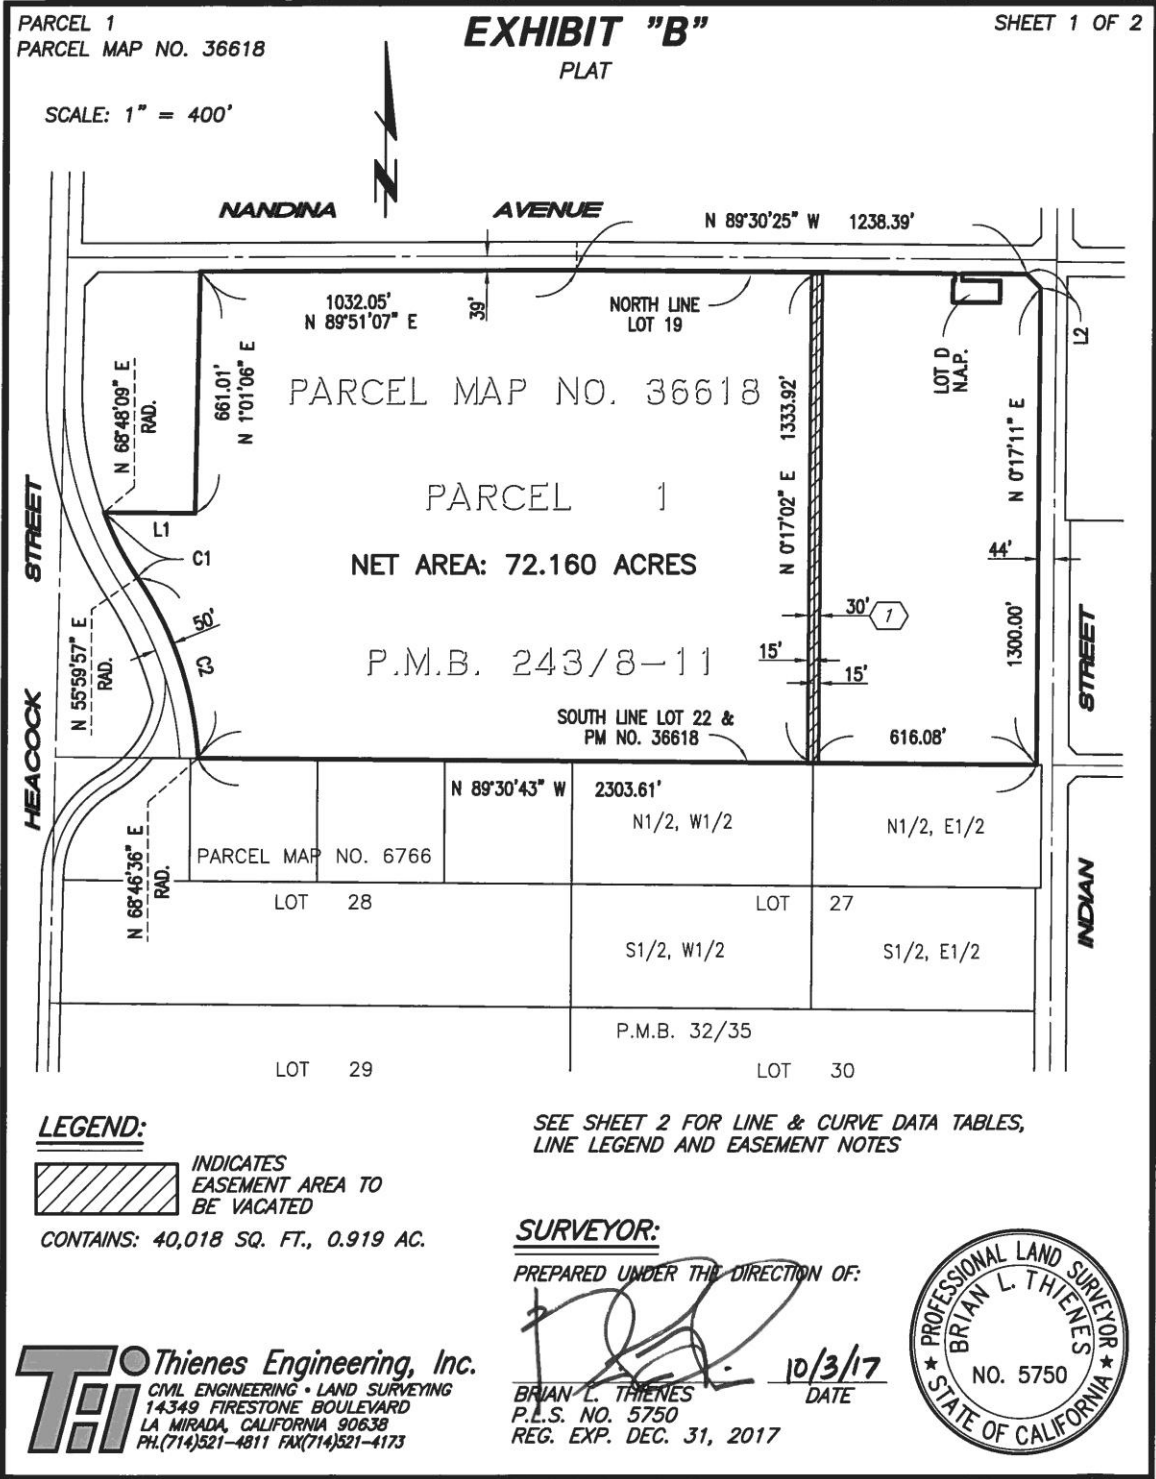 PARCEL 1
PARCEL MAP NO. 36618
EXHIBIT "B"
PLAT
SHEET 1 OF 2
SCALE: 1" = 400'
N
NANDINA AVENUE
N 89°30'25" W 1238.39'
1032.05'
N 89°51'07" E
39'
NORTH LINE
LOT 19
LOT D
N.A.P.
L2
N 68°48'09" E
RAD.
661.01'
N 1°01'06" E
PARCEL MAP NO. 36618
1333.92'
N 0°17'02" E
N 0°17'11" E
1300.00'
PARCEL 1
L1
C1
NET AREA: 72.160 ACRES
44'
30'
1
50'
C2
15'
15'
P.M.B. 243/8-11
N 55°59'57" E
RAD.
HEACOCK STREET
INDIAN STREET
SOUTH LINE LOT 22 &
PM NO. 36618
616.08'
N 89°30'43" W 2303.61'
N 68°46'36" E
RAD.
N1/2, W1/2
N1/2, E1/2
PARCEL MAP NO. 6766
LOT 28
LOT 27
S1/2, W1/2
S1/2, E1/2
P.M.B. 32/35
LOT 29
LOT 30
LEGEND:
INDICATES
EASEMENT AREA TO
BE VACATED
CONTAINS: 40,018 SQ. FT., 0.919 AC.
SEE SHEET 2 FOR LINE & CURVE DATA TABLES,
LINE LEGEND AND EASEMENT NOTES
SURVEYOR:
PREPARED UNDER THE DIRECTION OF:
10/3/17
BRIAN L. THIENES
DATE
P.L.S. NO. 5750
REG. EXP. DEC. 31, 2017
PROFESSIONAL LAND SURVEYOR
BRIAN L. THIENES
NO. 5750
STATE OF CALIFORNIA
Thienes Engineering, Inc.
CIVIL ENGINEERING • LAND SURVEYING
14349 FIRESTONE BOULEVARD
LA MIRADA, CALIFORNIA 90638
PH.(714)521-4811 FAX(714)521-4173